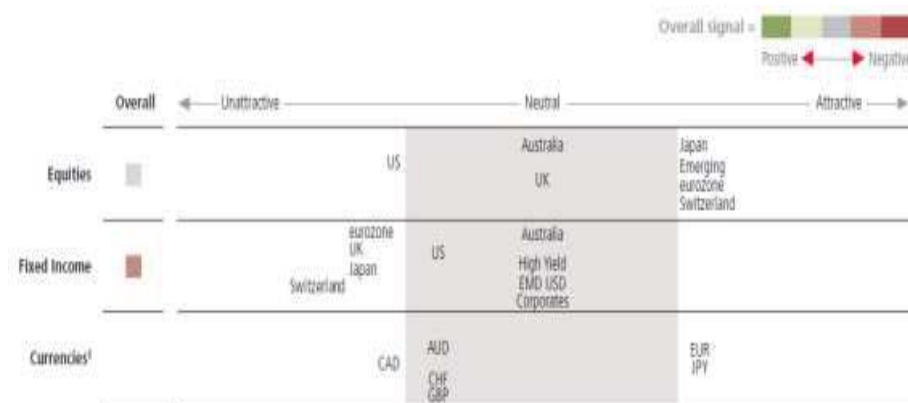 Overall signal =
Positive Negative
Overall Unattractive Neutral Attractive
Equities
US
Australia
UK
Japan
Emerging
eurozone
Switzerland
Fixed Income
eurozone
UK
Japan
Switzerland
US
Australia
High Yield
EMD USD
Corporates
Currencies¹
CAD
AUD
CHF
GBP
EUR
JPY